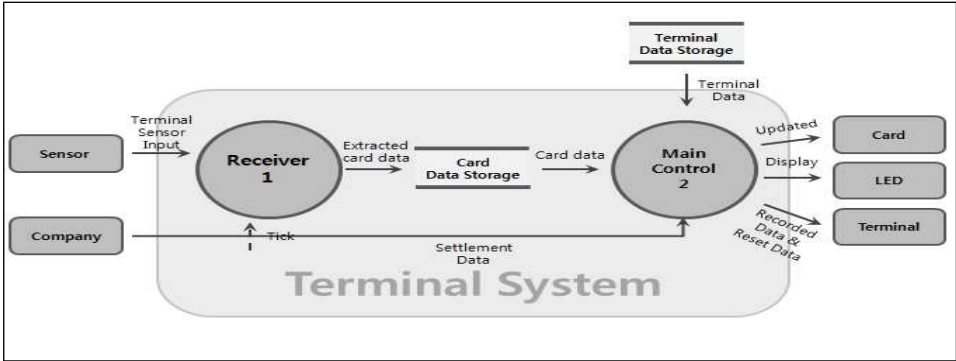 Terminal
Data Storage
Terminal
Data
Terminal
Sensor
Input
Sensor
Receiver
1
Extracted
card data
Card
Data Storage
Card data
Main
Control
2
Updated
Card
Display
LED
Recorded
Data &
Reset Data
Terminal
Company
Tick
Settlement
Data
Terminal System